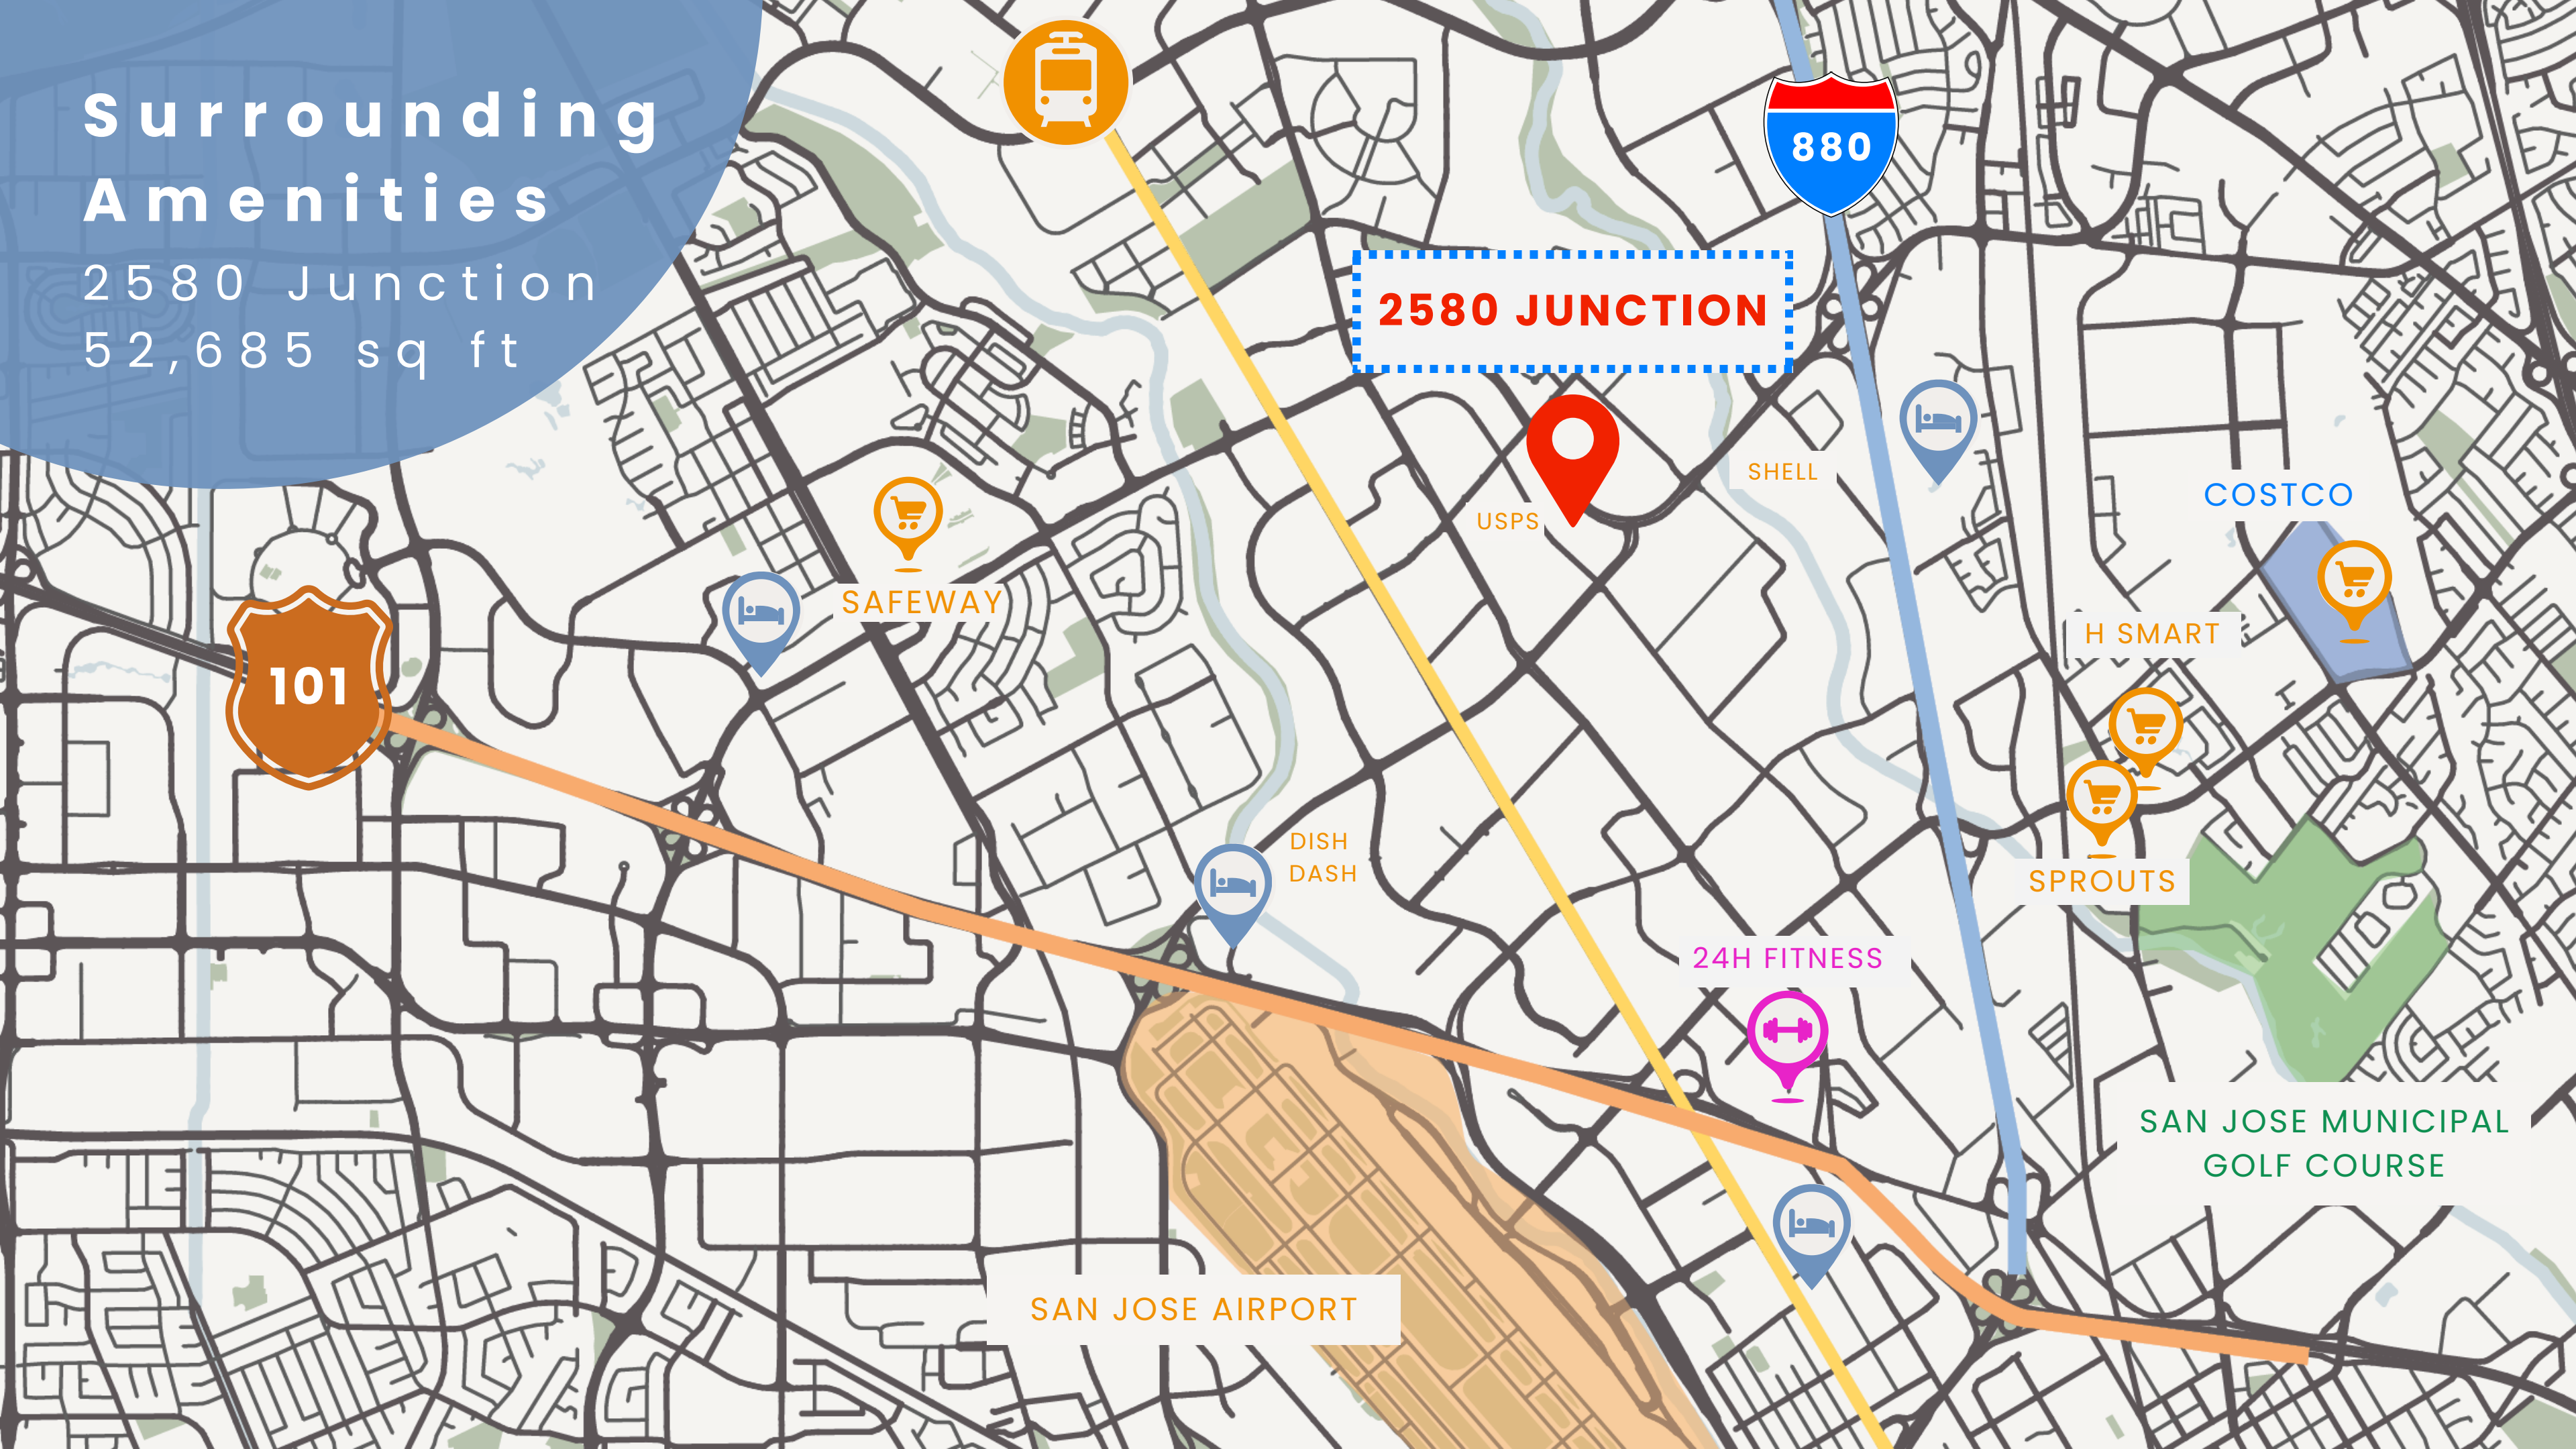 Surrounding
Amenities
2580 Junction
52,685 sq ft
880
2580 JUNCTION
SHELL
COSTCO
USPS
SAFEWAY
H SMART
101
DISH
DASH
SPROUTS
24H FITNESS
SAN JOSE MUNICIPAL
GOLF COURSE
SAN JOSE AIRPORT